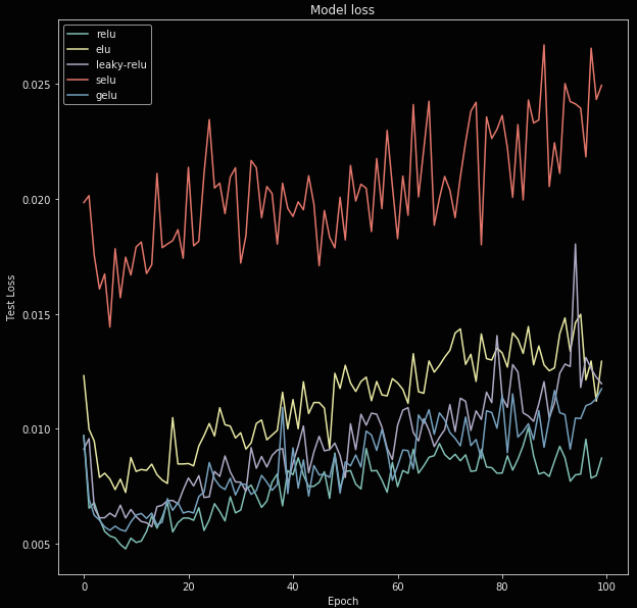 Model loss
relu
elu
leaky-relu
selu
gelu
0.025
0.020
0.015
0.010
0.005
Test Loss
0
20
40
60
80
100
Epoch